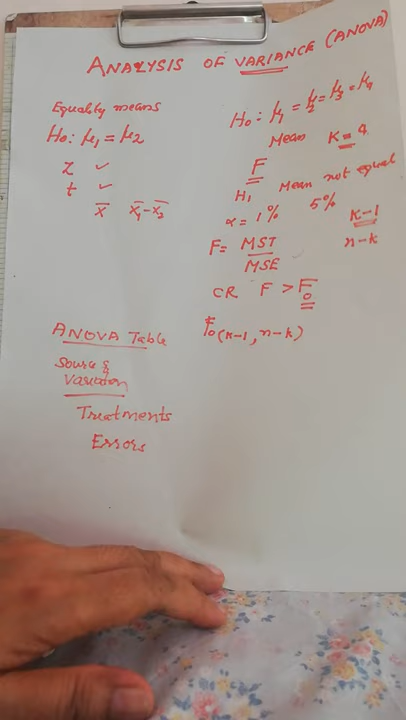 ANALYSIS OF VARIANCE (ANOVA)
Equality means
H₀: μ₁ = μ₂
Z ✓
t ✓
x̄ x̄₁-x̄₂
H₀: μ₁ = μ₂ = μ₃ = μ₄
Mean K=4
F
H₁ Mean not equal
α = 1% 5%
K-1
n-k
F = MST
MSE
CR F > F₀
F₀(K-1, n-k)
ANOVA Table
Source of
Variation
Treatments
Errors